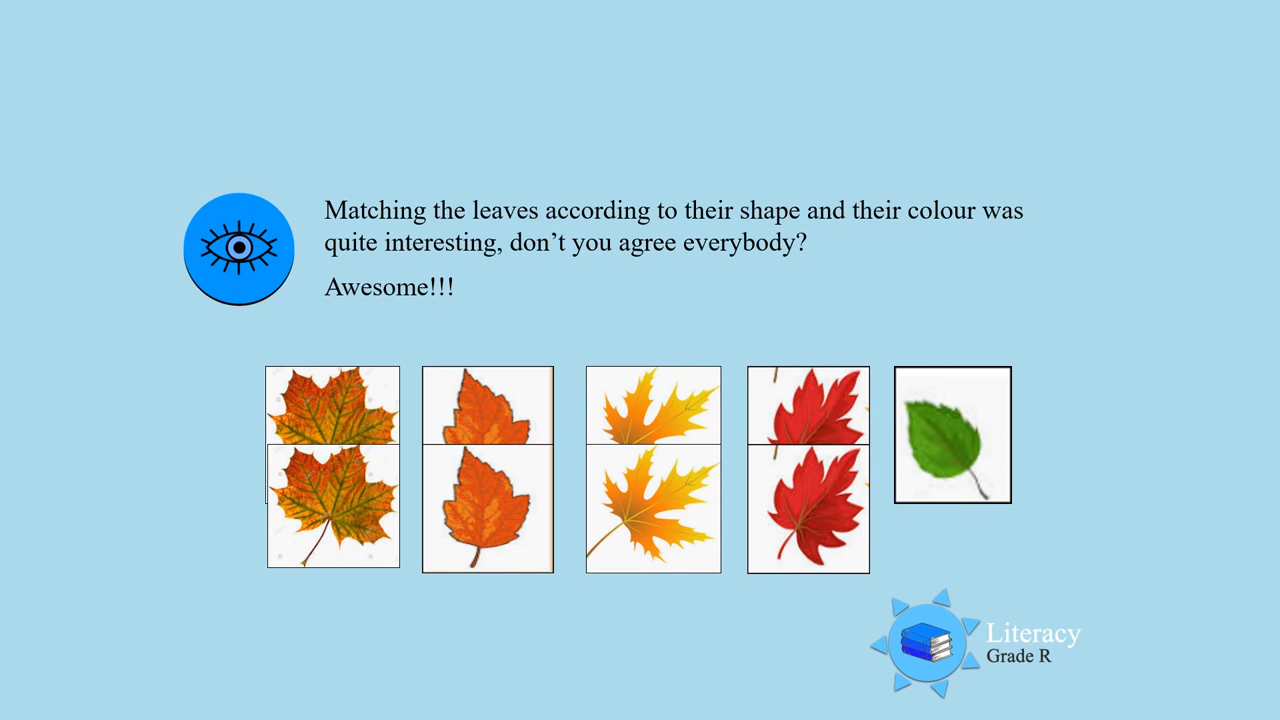 Matching the leaves according to their shape and their colour was
quite interesting, don’t you agree everybody?
Awesome!!!
Literacy
Grade R